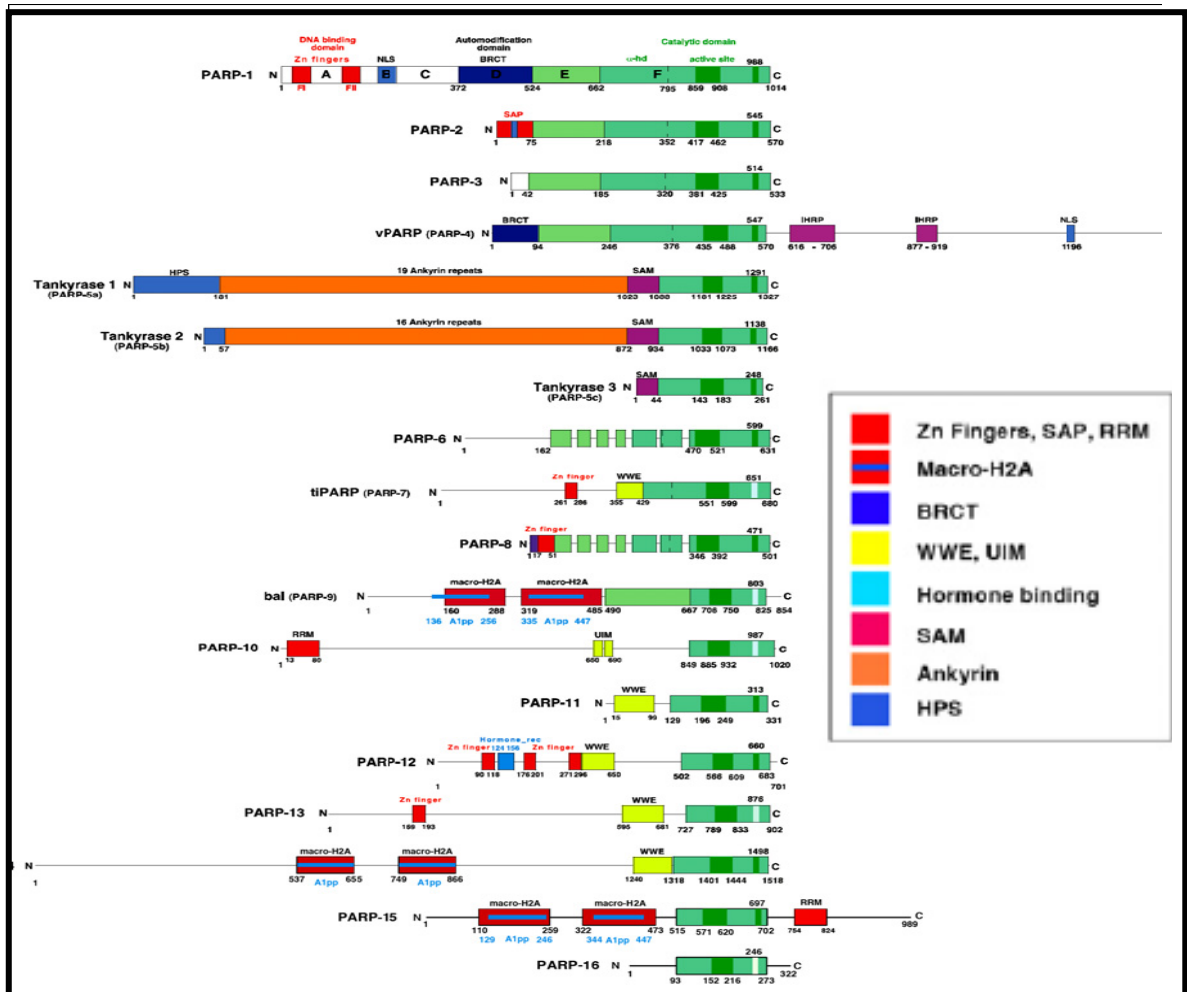 DNA binding domain
Zn fingers
NLS
Automodification domain
BRCT
Catalytic domain
α-hd
active site
988
PARP-1 N A B C D E F C
1 FI FII 372 524 662 795 859 908 1014
SAP 545
PARP-2 N C
1 75 218 352 417 462 570
514
PARP-3 N C
1 42 185 320 381 425 533
BRCT 547 IHRP IHRP NLS
vPARP (PARP-4) N
1 94 246 376 435 488 570 616 - 706 877 - 919 1196
HPS 19 Ankyrin repeats SAM 1291
Tankyrase 1 N C
(PARP-5a)
1 181 1023 1088 1181 1225 1327
16 Ankyrin repeats SAM 1138
Tankyrase 2 N C
(PARP-5b)
1 57 872 934 1033 1073 1166
SAM 248
Tankyrase 3 N C
(PARP-5c)
1 44 143 183 261
599
PARP-6 N C
1 162 470 521 631
Zn finger WWE 651
tiPARP (PARP-7) N C
1 261 286 355 429 551 599 680
Zn finger 471
PARP-8 N C
1 17 51 346 392 501
macro-H2A macro-H2A 803
bal (PARP-9) N C
1 160 288 319 485 490 667 706 750 825 854
136 A1pp 256 335 A1pp 447
RRM UIM 987
PARP-10 N C
1 13 80 650 690 849 885 932 1020
WWE 313
PARP-11 N C
1 15 99 129 196 249 331
Hormone_rec
Zn finger 124 156 Zn finger WWE 660
PARP-12 N C
1 90 116 176 201 271 296 650 502 566 609 683 701
Zn finger WWE 876
PARP-13 N C
1 169 193 595 681 727 789 833 902
macro-H2A macro-H2A WWE 1498
N C
1 537 655 749 866 1240 1318 1401 1444 1518
A1pp A1pp
macro-H2A macro-H2A 697 RRM
PARP-15 N C
1 110 259 322 473 515 571 620 702 764 824 989
129 A1pp 246 344 A1pp 447
246
PARP-16 N C
1 93 152 216 273 322
Zn Fingers, SAP, RRM
Macro-H2A
BRCT
WWE, UIM
Hormone binding
SAM
Ankyrin
HPS